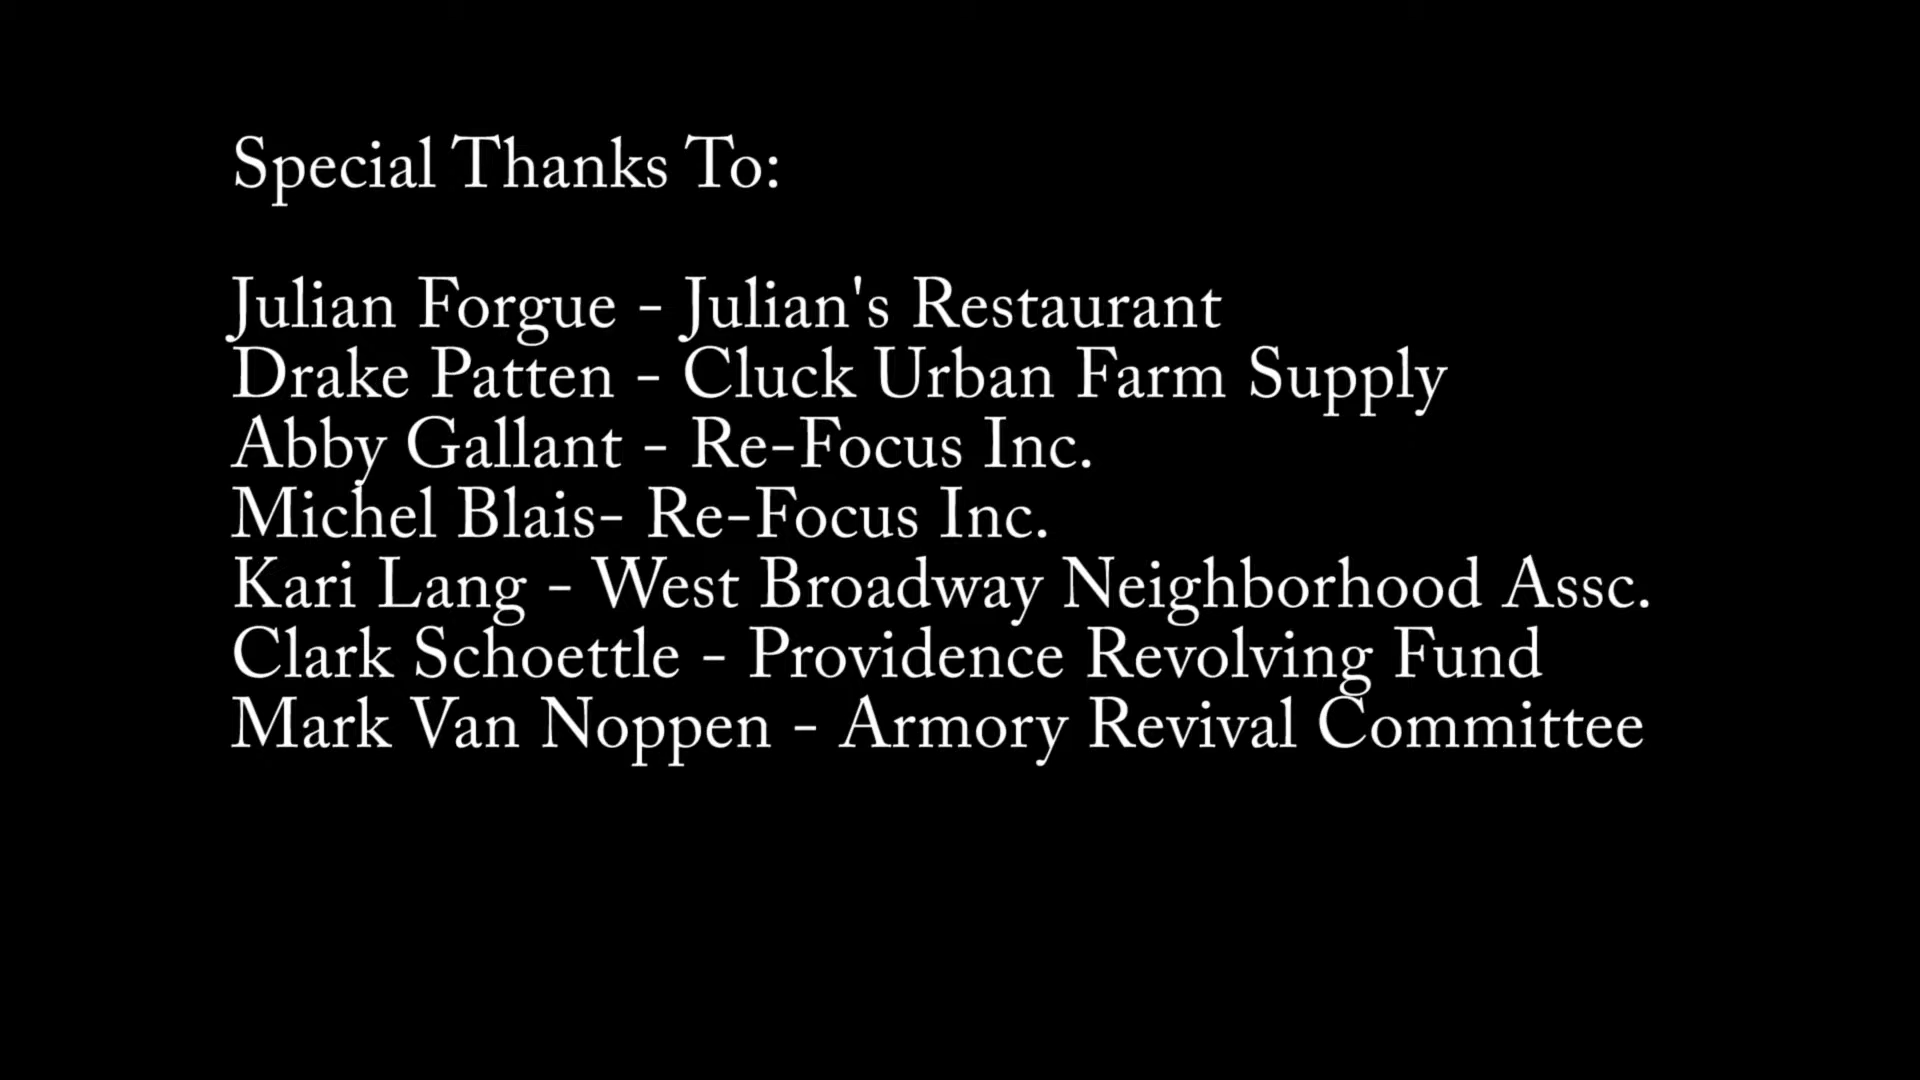 Special Thanks To:
Julian Forgue - Julian's Restaurant
Drake Patten - Cluck Urban Farm Supply
Abby Gallant - Re-Focus Inc.
Michel Blais- Re-Focus Inc.
Kari Lang - West Broadway Neighborhood Assc.
Clark Schoettle - Providence Revolving Fund
Mark Van Noppen - Armory Revival Committee